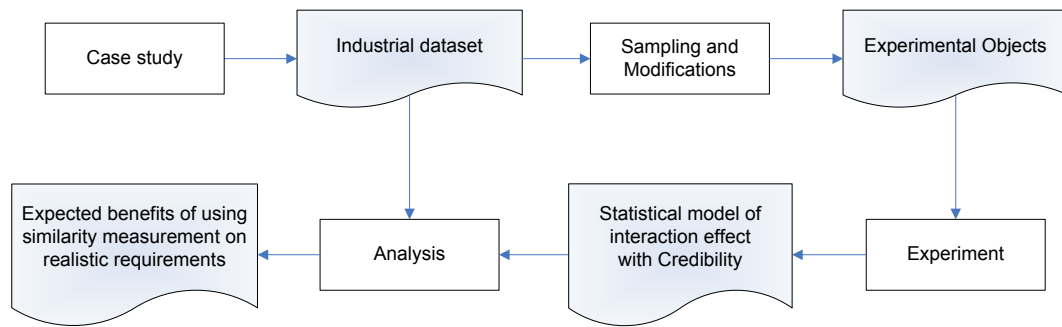 Case study
Industrial dataset
Sampling and
Modifications
Experimental Objects
Expected benefits of using
similarity measurement on
realistic requirements
Analysis
Statistical model of
interaction effect
with Credibility
Experiment